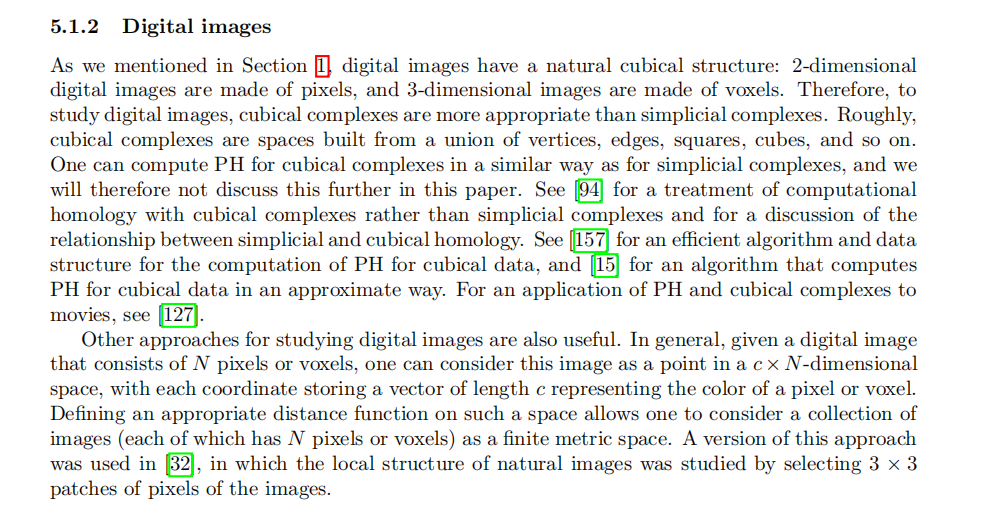 5.1.2 Digital images
As we mentioned in Section 1, digital images have a natural cubical structure: 2-dimensional
digital images are made of pixels, and 3-dimensional images are made of voxels. Therefore, to
study digital images, cubical complexes are more appropriate than simplicial complexes. Roughly,
cubical complexes are spaces built from a union of vertices, edges, squares, cubes, and so on.
One can compute PH for cubical complexes in a similar way as for simplicial complexes, and we
will therefore not discuss this further in this paper. See [94] for a treatment of computational
homology with cubical complexes rather than simplicial complexes and for a discussion of the
relationship between simplicial and cubical homology. See [157] for an efficient algorithm and data
structure for the computation of PH for cubical data, and [15] for an algorithm that computes
PH for cubical data in an approximate way. For an application of PH and cubical complexes to
movies, see [127].
Other approaches for studying digital images are also useful. In general, given a digital image
that consists of N pixels or voxels, one can consider this image as a point in a c × N-dimensional
space, with each coordinate storing a vector of length c representing the color of a pixel or voxel.
Defining an appropriate distance function on such a space allows one to consider a collection of
images (each of which has N pixels or voxels) as a finite metric space. A version of this approach
was used in [32], in which the local structure of natural images was studied by selecting 3 × 3
patches of pixels of the images.